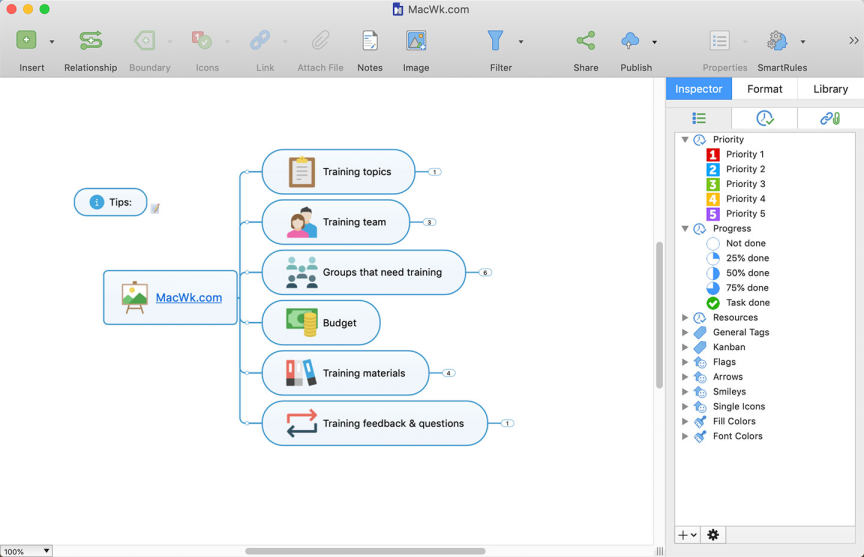 MacWk.com
Insert Relationship Boundary Icons Link Attach File Notes Image Filter Share Publish Properties SmartRules
Inspector Format Library
Tips:
MacWk.com
Training topics 1
Training team 3
Groups that need training 6
Budget
Training materials 4
Training feedback & questions 1
Priority
1 Priority 1
2 Priority 2
3 Priority 3
4 Priority 4
5 Priority 5
Progress
Not done
25% done
50% done
75% done
Task done
Resources
General Tags
Kanban
Flags
Arrows
Smileys
Single Icons
Fill Colors
Font Colors
100%